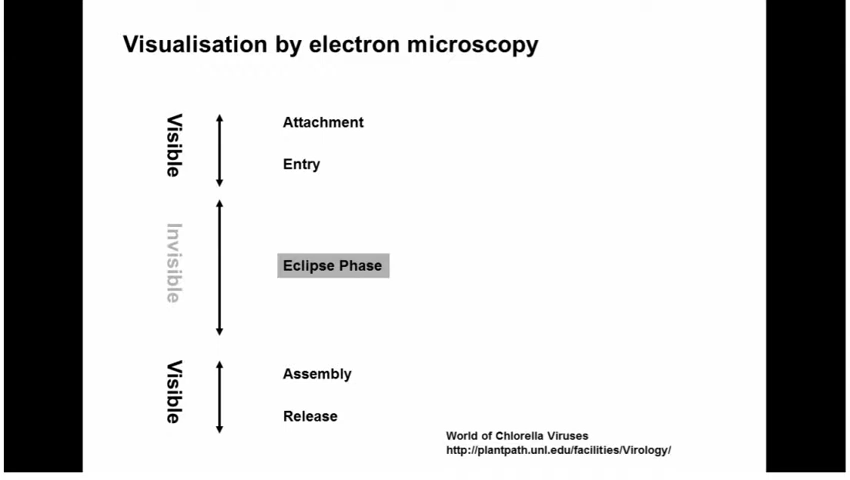 Visualisation by electron microscopy
Visible
Attachment
Entry
Invisible
Eclipse Phase
Visible
Assembly
Release
World of Chlorella Viruses
http://plantpath.unl.edu/facilities/Virology/